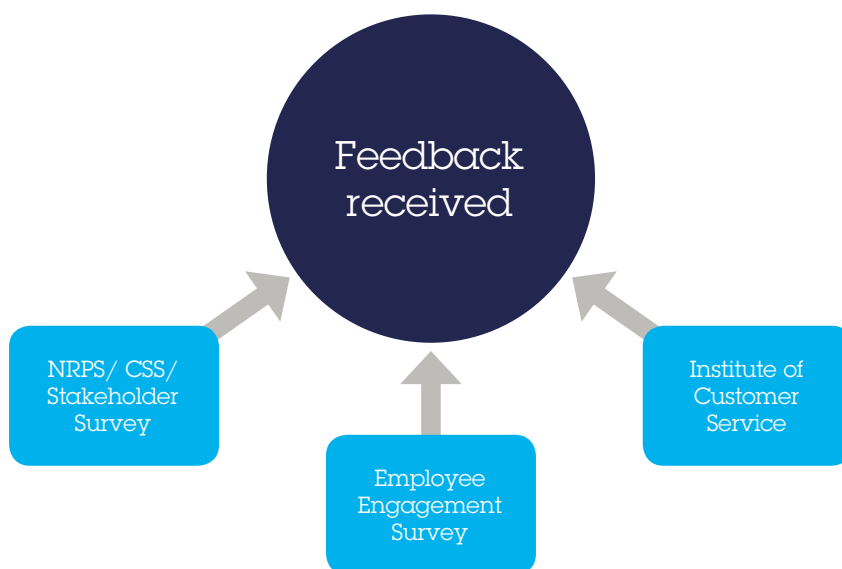 Feedback
received
NRPS/ CSS/
Stakeholder
Survey
Employee
Engagement
Survey
Institute of
Customer
Service